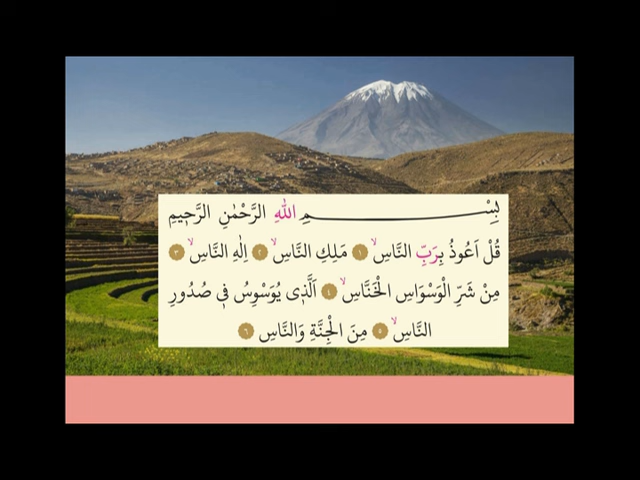 بِسْمِ اللّٰهِ الرَّحْمٰنِ الرَّحٖيمِ
قُلْ اَعُوذُ بِرَبِّ النَّاسِۙ ١ مَلِكِ النَّاسِۙ ٢ اِلٰهِ النَّاسِۙ ٣
مِنْ شَرِّ الْوَسْوَاسِ الْخَنَّاسِۙ ٤ اَلَّذٖى يُوَسْوِسُ فٖى صُدُورِ
النَّاسِۙ ٥ مِنَ الْجِنَّةِ وَالنَّاسِ ٦